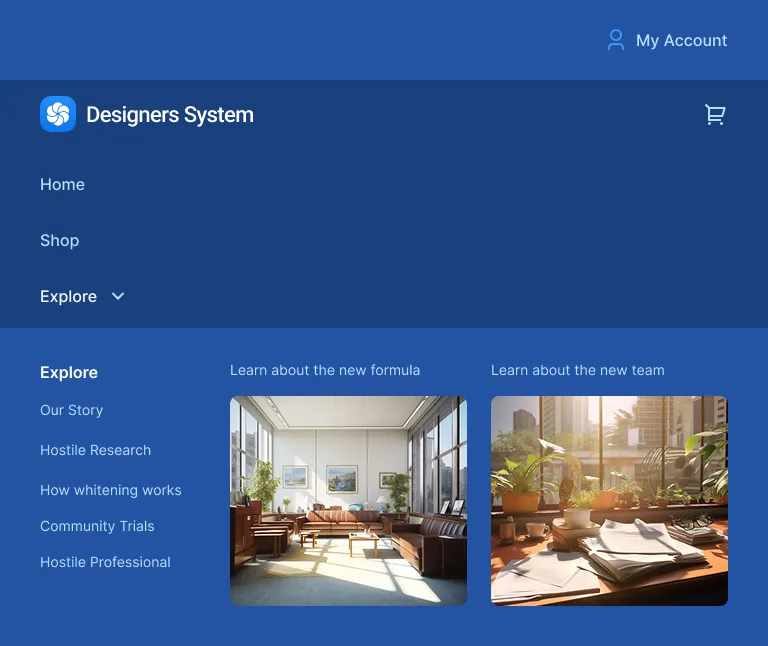 My Account
Designers System
Home
Shop
Explore
Explore
Our Story
Hostile Research
How whitening works
Community Trials
Hostile Professional
Learn about the new formula
Learn about the new team